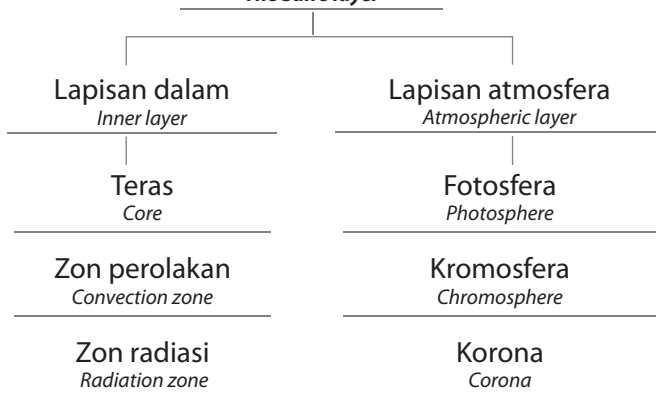 Lapisan dalam
Inner layer
Teras
Core
Zon perolakan
Convection zone
Zon radiasi
Radiation zone
Lapisan atmosfera
Atmospheric layer
Fotosfera
Photosphere
Kromosfera
Chromosphere
Korona
Corona